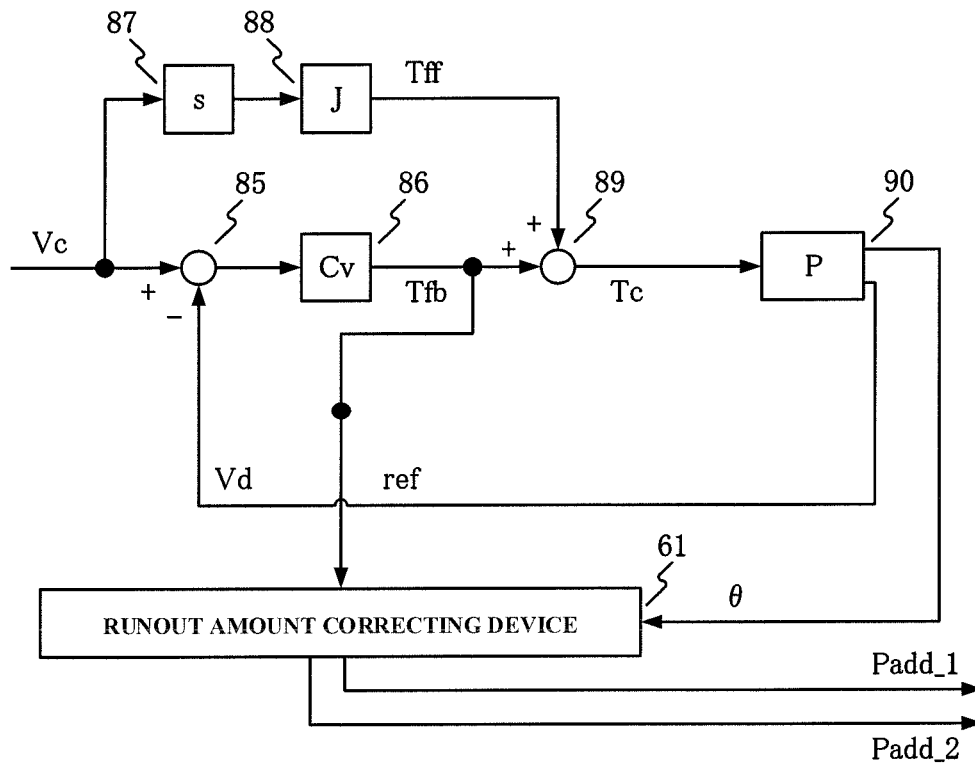 87
88
s
J
Tff
85
86
89
90
Vc
+
−
Cv
Tfb
+
+
Tc
P
Vd
ref
61
RUNOUT AMOUNT CORRECTING DEVICE
θ
Padd_1
Padd_2